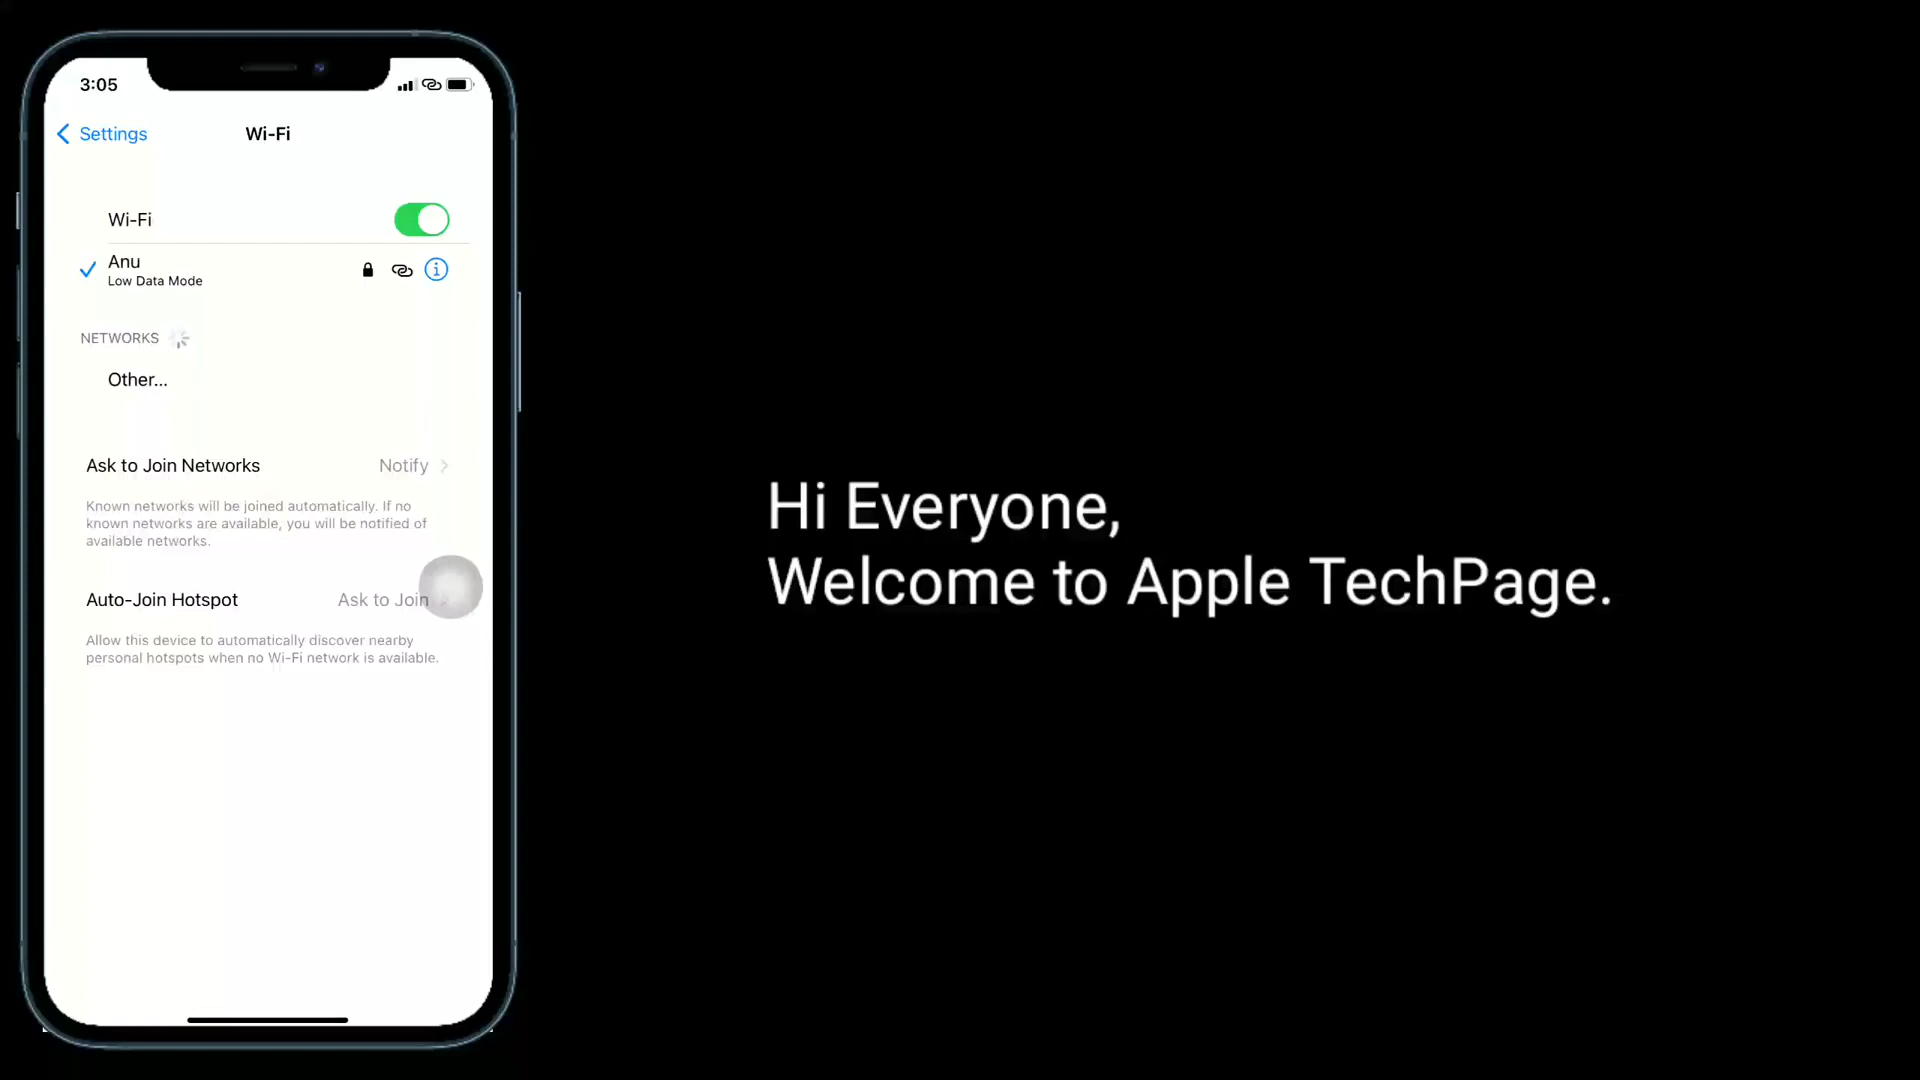 3:05
Settings
Wi-Fi
Wi-Fi
Anu
Low Data Mode
NETWORKS
Other...
Ask to Join Networks Notify
Known networks will be joined automatically. If no
known networks are available, you will be notified of
available networks.
Auto-Join Hotspot Ask to Join
Allow this device to automatically discover nearby
personal hotspots when no Wi-Fi network is available.
Hi Everyone,
Welcome to Apple TechPage.